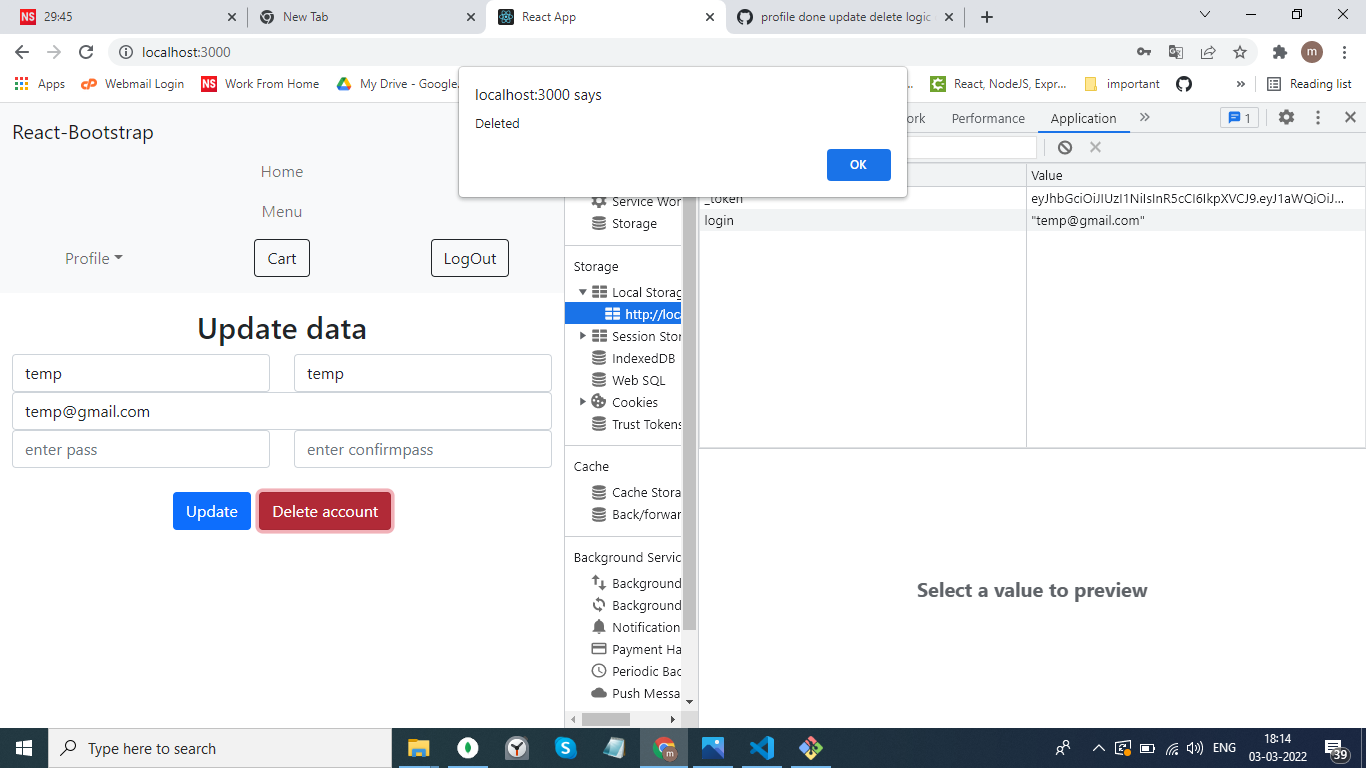 29:45
New Tab
React App
profile done update delete logic
localhost:3000
m
Apps
Webmail Login
NS
Work From Home
My Drive - Google.
React, NodeJS, Expr...
important
»
Reading list
localhost:3000 says
Deleted
OK
React-Bootstrap
Home
Menu
Profile
Cart
LogOut
Update data
temp
temp
temp@gmail.com
enter pass
enter confirmpass
Update
Delete account
ork
Performance
Application
»
1
Service Wor
Storage
Storage
Local Storag
http://loca
Session Stor
IndexedDB
Web SQL
Cookies
Trust Tokens
Cache
Cache Stora
Back/forwar
Background Servic
Background
Background
Notification
Payment Ha
Periodic Bac
Push Messa
Value
_token
eyJhbGciOiJIUzI1NiIsInR5cCI6IkpXVCJ9.eyJ1aWQiOiJ...
login
"temp@gmail.com"
Select a value to preview
Type here to search
ENG
18:14
03-03-2022
39